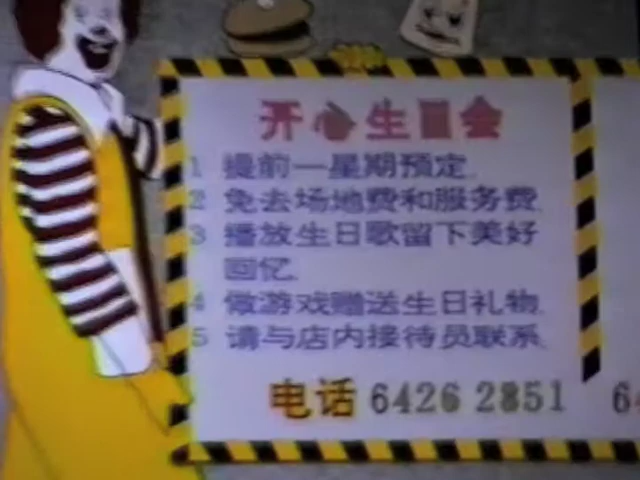 开心生日会
1 提前一星期预定.
2 免去场地费和服务费.
3 播放生日歌留下美好
回忆.
4 做游戏赠送生日礼物.
5 请与店内接待员联系.
电话 6426 2851 64